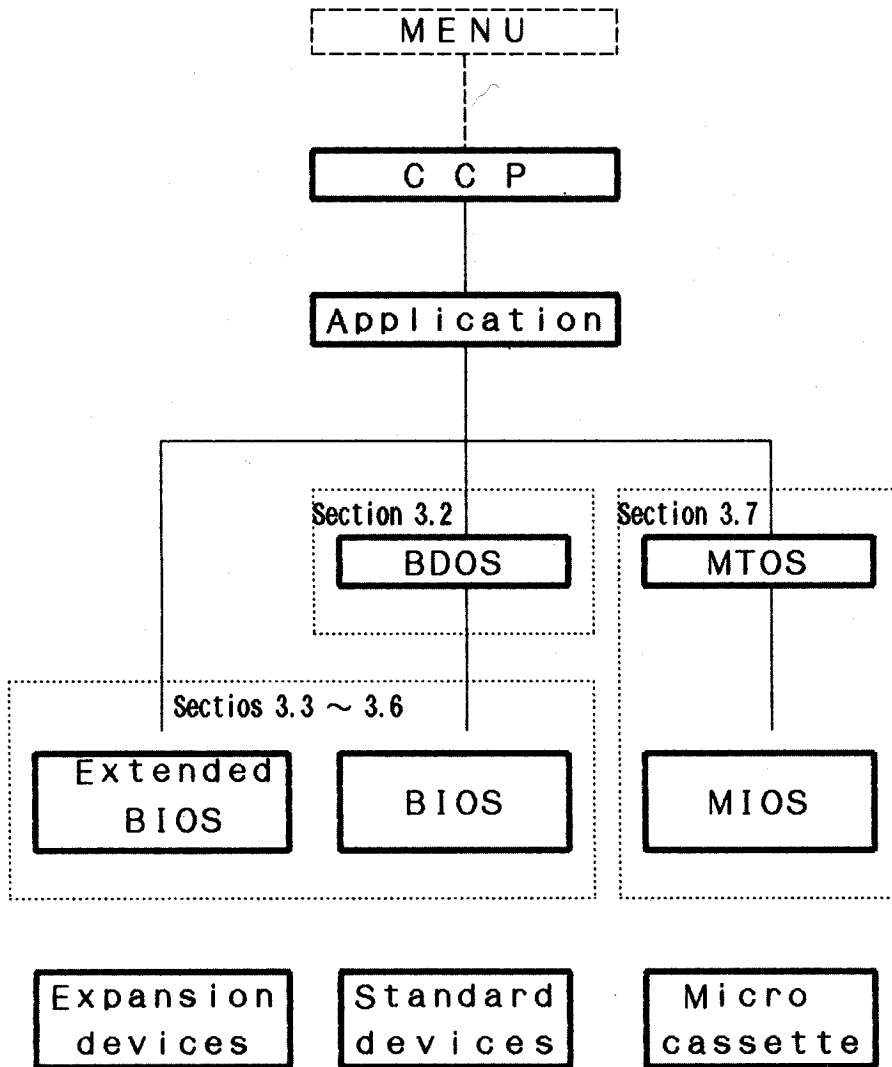 MENU
CCP
Application
Section 3.2
Section 3.7
BDOS
MTOS
Sectios 3.3 ～ 3.6
Extended
BIOS
BIOS
MIOS
Expansion
devices
Standard
devices
Micro
cassette